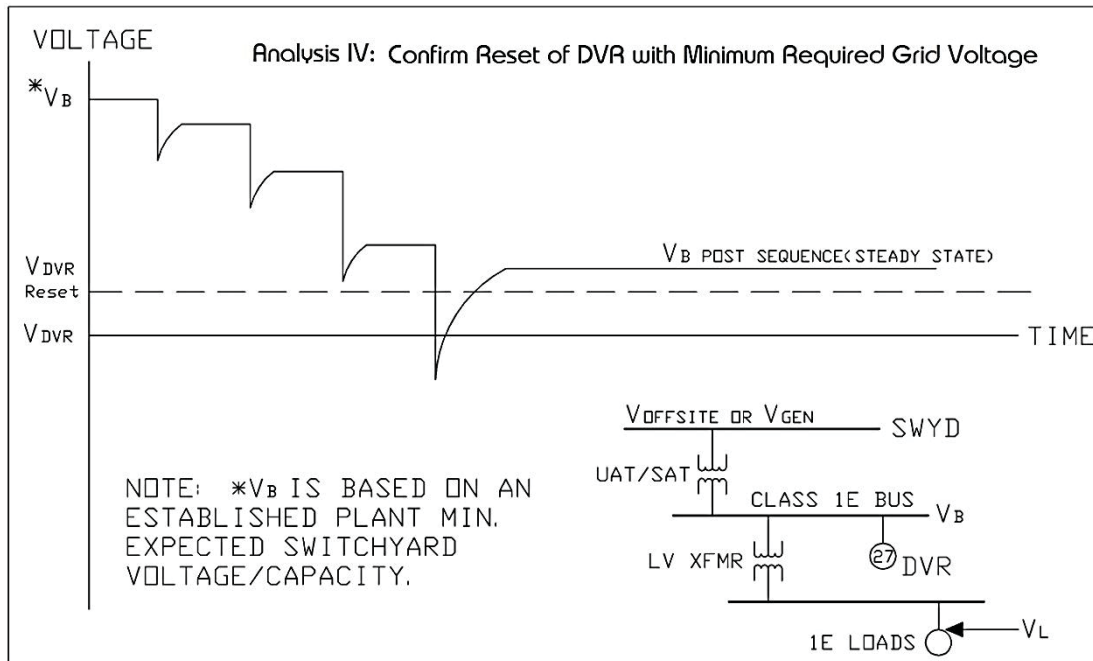 VOLTAGE
Analysis IV: Confirm Reset of DVR with Minimum Required Grid Voltage
*VB
VDVR
Reset
VB POST SEQUENCE(STEADY STATE)
VDVR
TIME
VOFFSITE OR VGEN
SWYD
UAT/SAT
CLASS 1E BUS
VB
LV XFMR
27
DVR
1E LOADS
VL
NOTE: *VB IS BASED ON AN
ESTABLISHED PLANT MIN.
EXPECTED SWITCHYARD
VOLTAGE/CAPACITY.